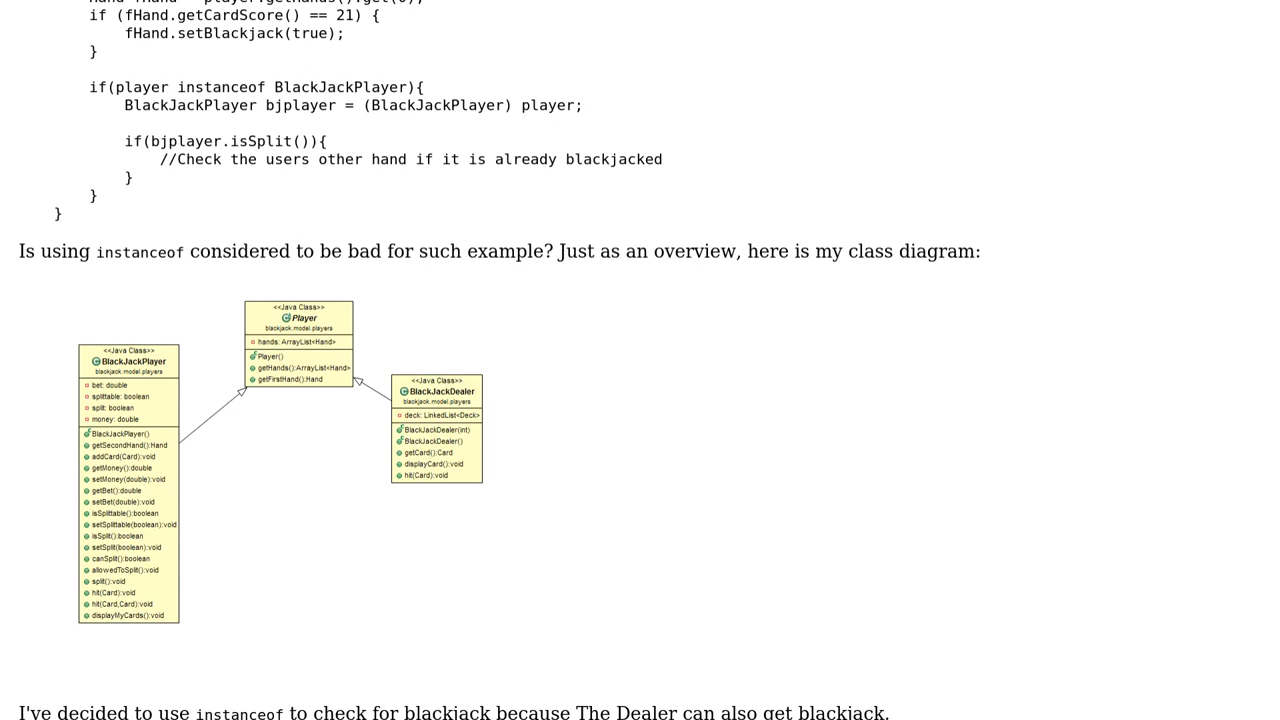 if (fHand.getCardScore() == 21) {
fHand.setBlackjack(true);
}
if(player instanceof BlackJackPlayer){
BlackJackPlayer bjplayer = (BlackJackPlayer) player;
if(bjplayer.isSplit()){
//Check the users other hand if it is already blackjacked
}
}
}
Is using instanceof considered to be bad for such example? Just as an overview, here is my class diagram:
<<Java Class>>
Player
blackjack.model.players
hands: ArrayList<Hand>
Player()
getHands():ArrayList<Hand>
getFirstHand():Hand
<<Java Class>>
BlackJackPlayer
blackjack.model.players
bet: double
splittable: boolean
split: boolean
money: double
BlackJackPlayer()
getSecondHand():Hand
addCard(Card):void
getMoney():double
setMoney(double):void
getBet():double
setBet(double):void
isSplittable():boolean
setSplittable(boolean):void
isSplit():boolean
setSplit(boolean):void
canSplit():boolean
allowedToSplit():void
split():void
hit(Card):void
hit(Card,Card):void
displayMyCards():void
<<Java Class>>
BlackJackDealer
blackjack.model.players
deck: LinkedList<Deck>
BlackJackDealer(int)
BlackJackDealer()
getCard():Card
displayCard():void
hit(Card):void
I've decided to use instanceof to check for blackjack because The Dealer can also get blackjack.